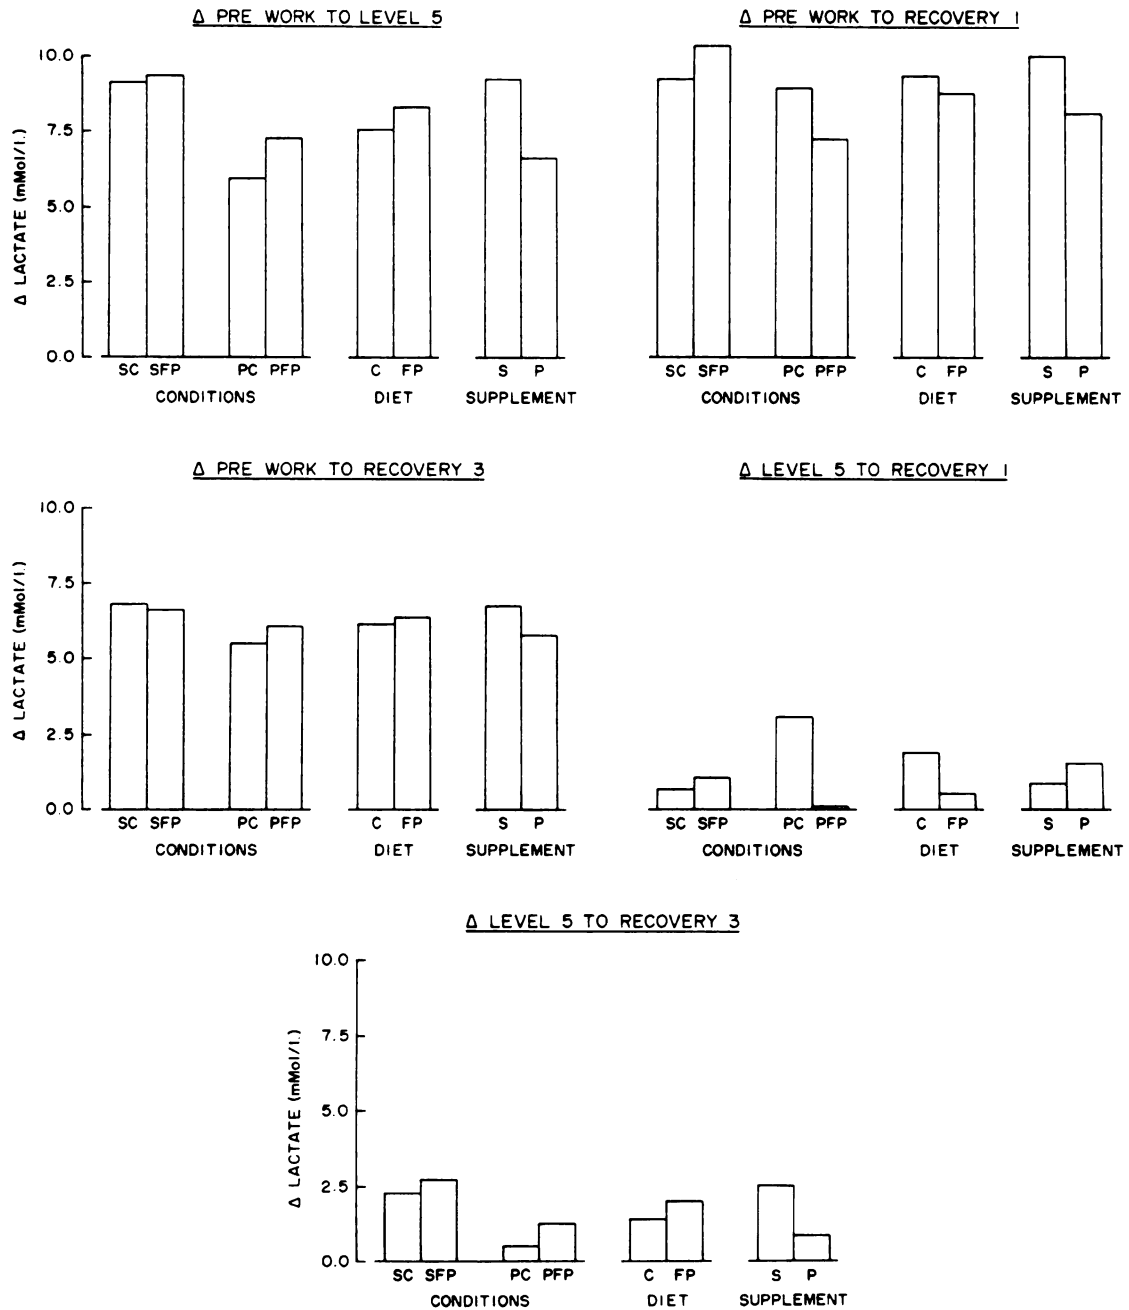 Δ PRE WORK TO LEVEL 5
Δ PRE WORK TO RECOVERY 1
Δ LACTATE (mMol/l.)
10.0
7.5
5.0
2.5
0.0
SC SFP PC PFP C FP S P
CONDITIONS DIET SUPPLEMENT
SC SFP PC PFP C FP S P
CONDITIONS DIET SUPPLEMENT
Δ PRE WORK TO RECOVERY 3
Δ LEVEL 5 TO RECOVERY 1
Δ LACTATE (mMol/l.)
10.0
7.5
5.0
2.5
0.0
SC SFP PC PFP C FP S P
CONDITIONS DIET SUPPLEMENT
SC SFP PC PFP C FP S P
CONDITIONS DIET SUPPLEMENT
Δ LEVEL 5 TO RECOVERY 3
Δ LACTATE (mMol/l.)
10.0
7.5
5.0
2.5
0.0
SC SFP PC PFP C FP S P
CONDITIONS DIET SUPPLEMENT